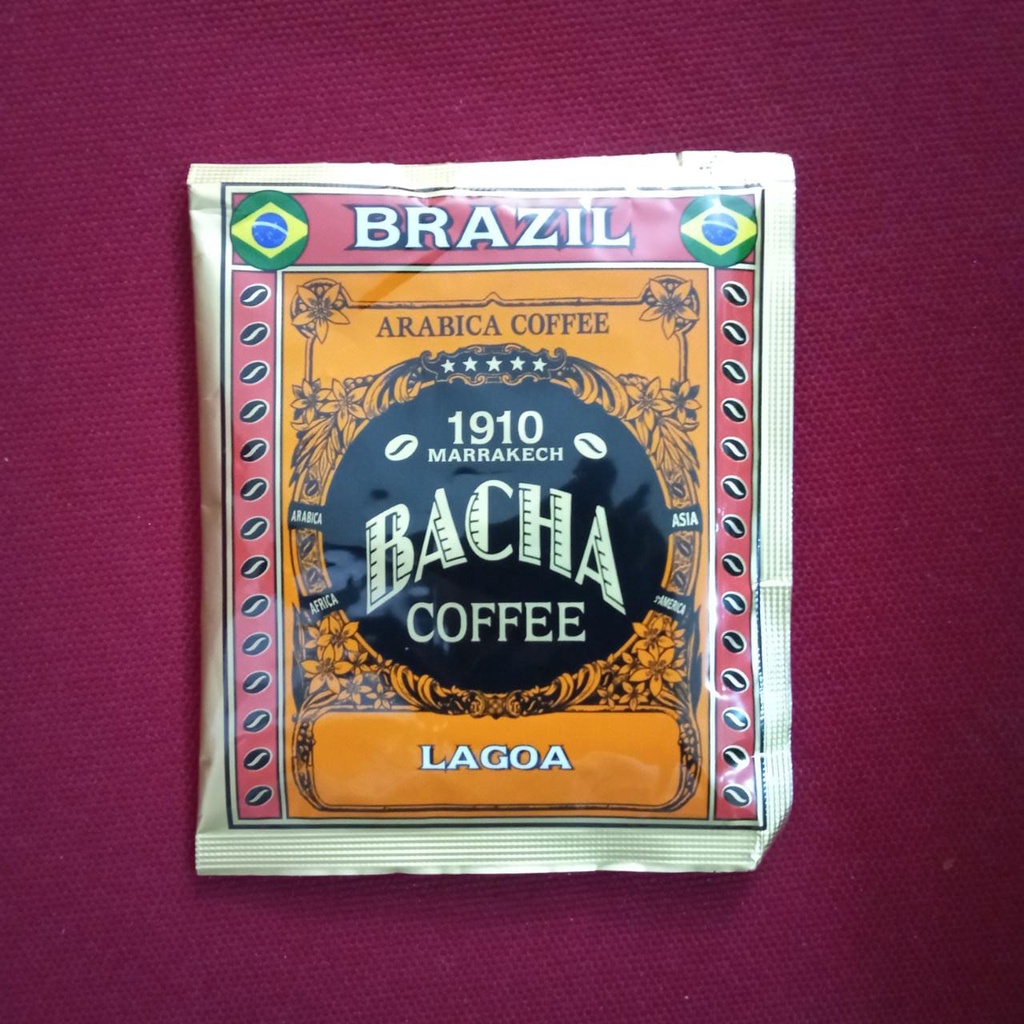 BRAZIL
ARABICA COFFEE
1910
MARRAKECH
BACHA
COFFEE
ARABICA
ASIA
AFRICA
AMERICA
LAGOA